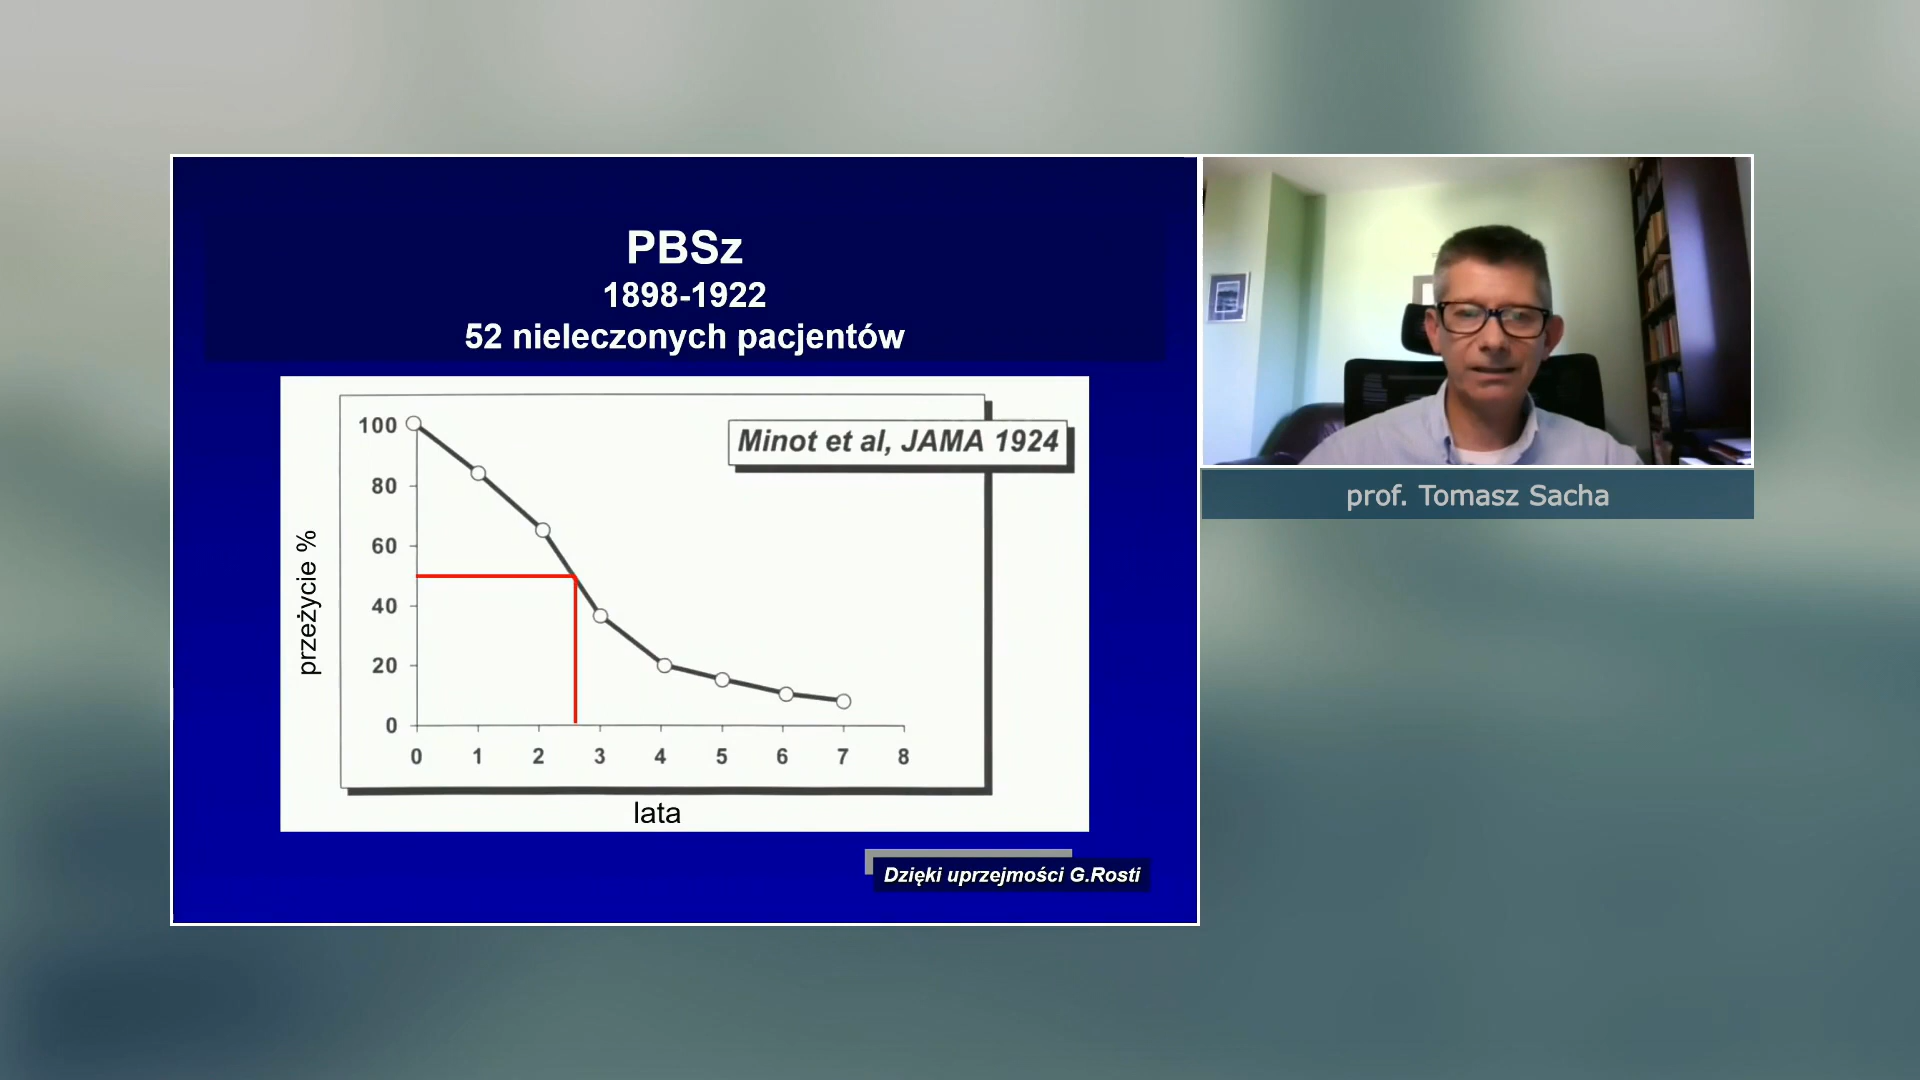 PBSz
1898-1922
52 nieleczonych pacjentów
Minot et al, JAMA 1924
przeżycie %
100
80
60
40
20
0
0 1 2 3 4 5 6 7 8
lata
Dzięki uprzejmości G.Rosti
prof. Tomasz Sacha